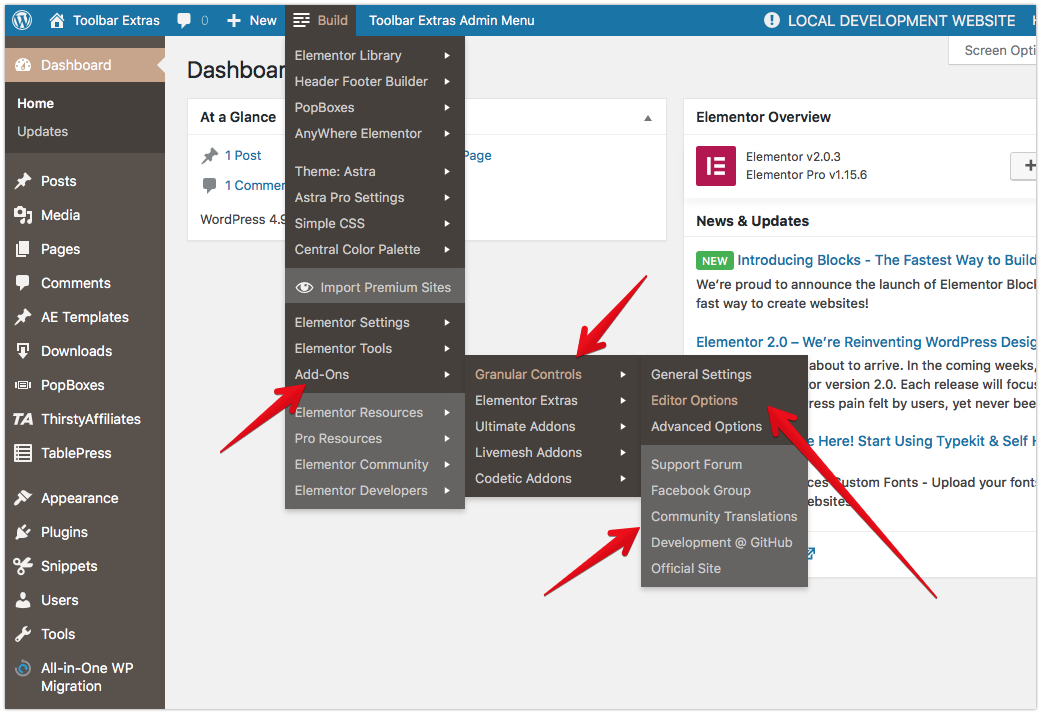 Toolbar Extras 0 New Build Toolbar Extras Admin Menu LOCAL DEVELOPMENT WEBSITE
Dashboard
Home
Updates
Posts
Media
Pages
Comments
AE Templates
Downloads
PopBoxes
TA ThirstyAffiliates
TablePress
Appearance
Plugins
Snippets
Users
Tools
All-in-One WP
Migration
Screen Opti
Dashboar
At a Glance
1 Post
Page
1 Commen
WordPress 4.9
Elementor Library
Header Footer Builder
PopBoxes
AnyWhere Elementor
Theme: Astra
Astra Pro Settings
Simple CSS
Central Color Palette
Import Premium Sites
Elementor Settings
Elementor Tools
Add-Ons
Elementor Resources
Pro Resources
Elementor Community
Elementor Developers
Granular Controls
Elementor Extras
Ultimate Addons
Livemesh Addons
Codetic Addons
General Settings
Editor Options
Advanced Options
Support Forum
Facebook Group
Community Translations
Development @ GitHub
Official Site
Elementor Overview
Elementor v2.0.3
Elementor Pro v1.15.6
News & Updates
NEW Introducing Blocks - The Fastest Way to Build
We're proud to announce the launch of Elementor Block
fast way to create websites!
Elementor 2.0 – We're Reinventing WordPress Desig
about to arrive. In the coming weeks,
or version 2.0. Each release will focus
ress pain felt by users, yet never bee
e Here! Start Using Typekit & Self H
ces Custom Fonts - Upload your fonts
ebsites.